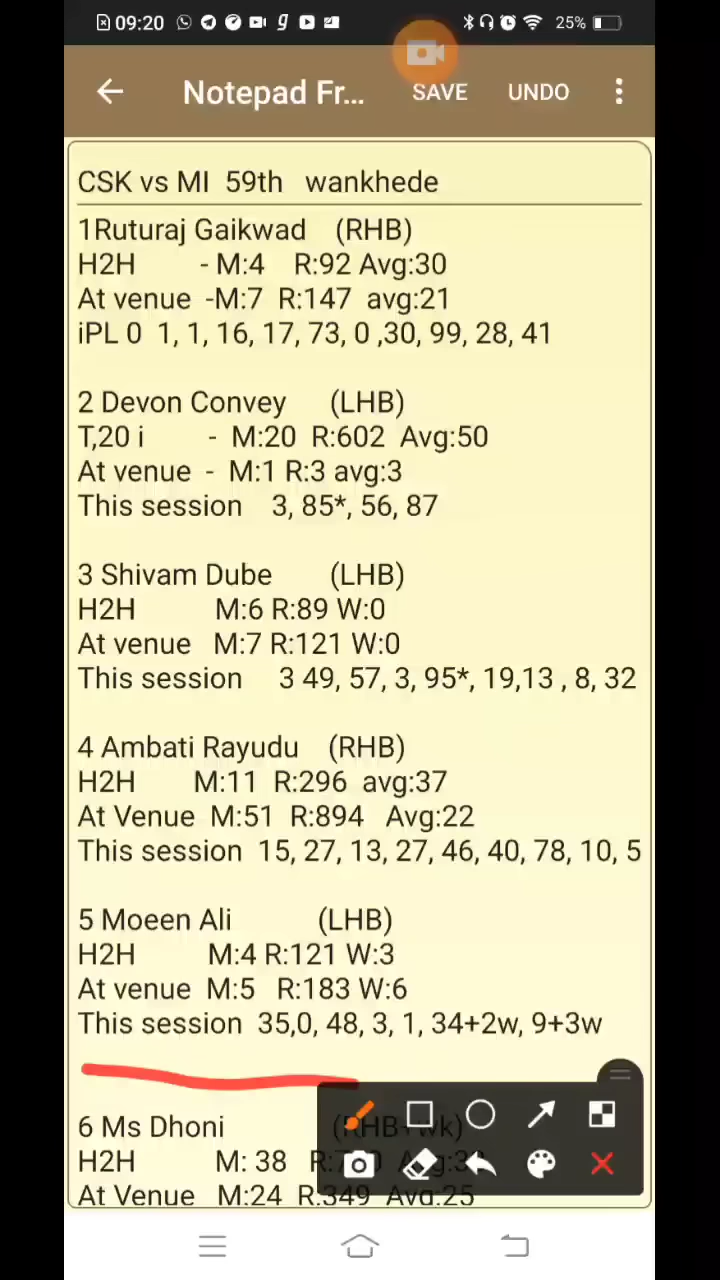 09:20
25%
Notepad Fr...
SAVE
UNDO
CSK vs MI 59th wankhede
1Ruturaj Gaikwad (RHB)
H2H - M:4 R:92 Avg:30
At venue -M:7 R:147 avg:21
iPL 0 1, 1, 16, 17, 73, 0 ,30, 99, 28, 41
2 Devon Convey (LHB)
T,20 i - M:20 R:602 Avg:50
At venue - M:1 R:3 avg:3
This session 3, 85*, 56, 87
3 Shivam Dube (LHB)
H2H M:6 R:89 W:0
At venue M:7 R:121 W:0
This session 3 49, 57, 3, 95*, 19,13 , 8, 32
4 Ambati Rayudu (RHB)
H2H M:11 R:296 avg:37
At Venue M:51 R:894 Avg:22
This session 15, 27, 13, 27, 46, 40, 78, 10, 5
5 Moeen Ali (LHB)
H2H M:4 R:121 W:3
At venue M:5 R:183 W:6
This session 35,0, 48, 3, 1, 34+2w, 9+3w
6 Ms Dhoni (RHB+wk)
H2H M: 38
At Venue M:24 R:349 Avg:25